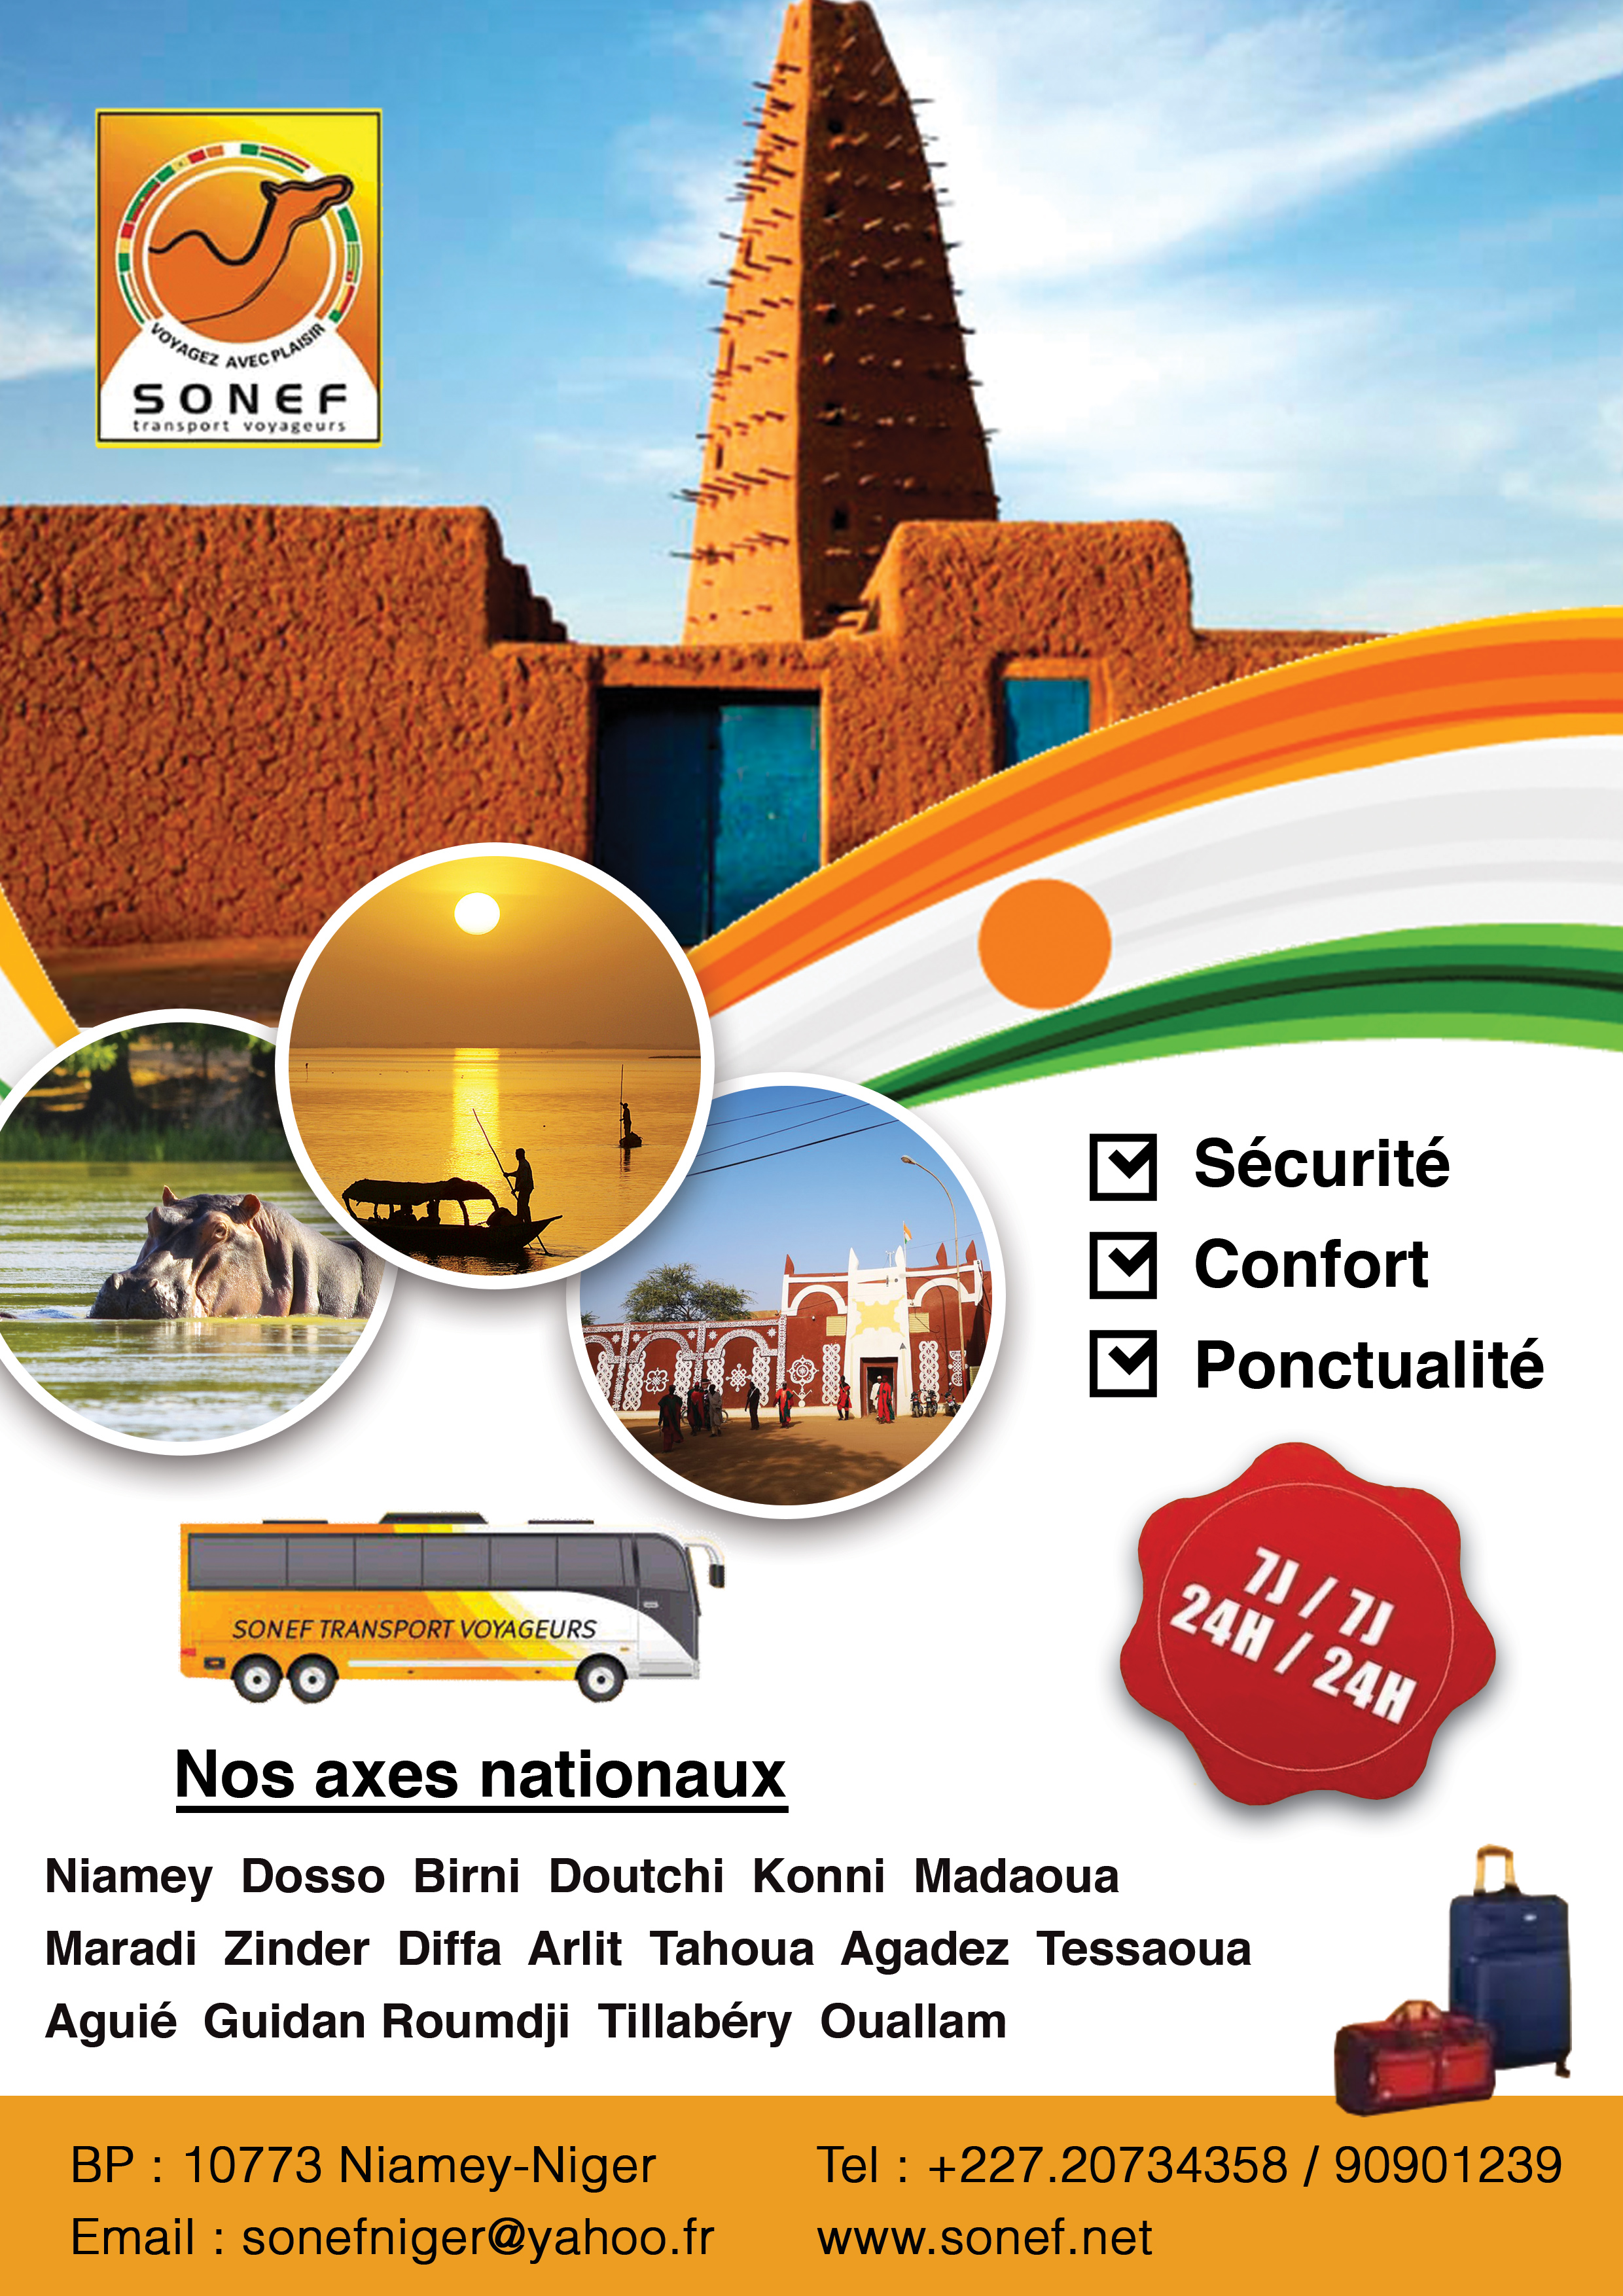 VOYAGEZ AVEC PLAISIR
SONEF
transport voyageurs
Sécurité
Confort
Ponctualité
7J / 7J
24H / 24H
SONEF TRANSPORT VOYAGEURS
Nos axes nationaux
Niamey Dosso Birni Doutchi Konni Madaoua
Maradi Zinder Diffa Arlit Tahoua Agadez Tessaoua
Aguié Guidan Roumdji Tillabéry Ouallam
BP : 10773 Niamey-Niger
Tel : +227.20734358 / 90901239
Email : sonefniger@yahoo.fr
www.sonef.net